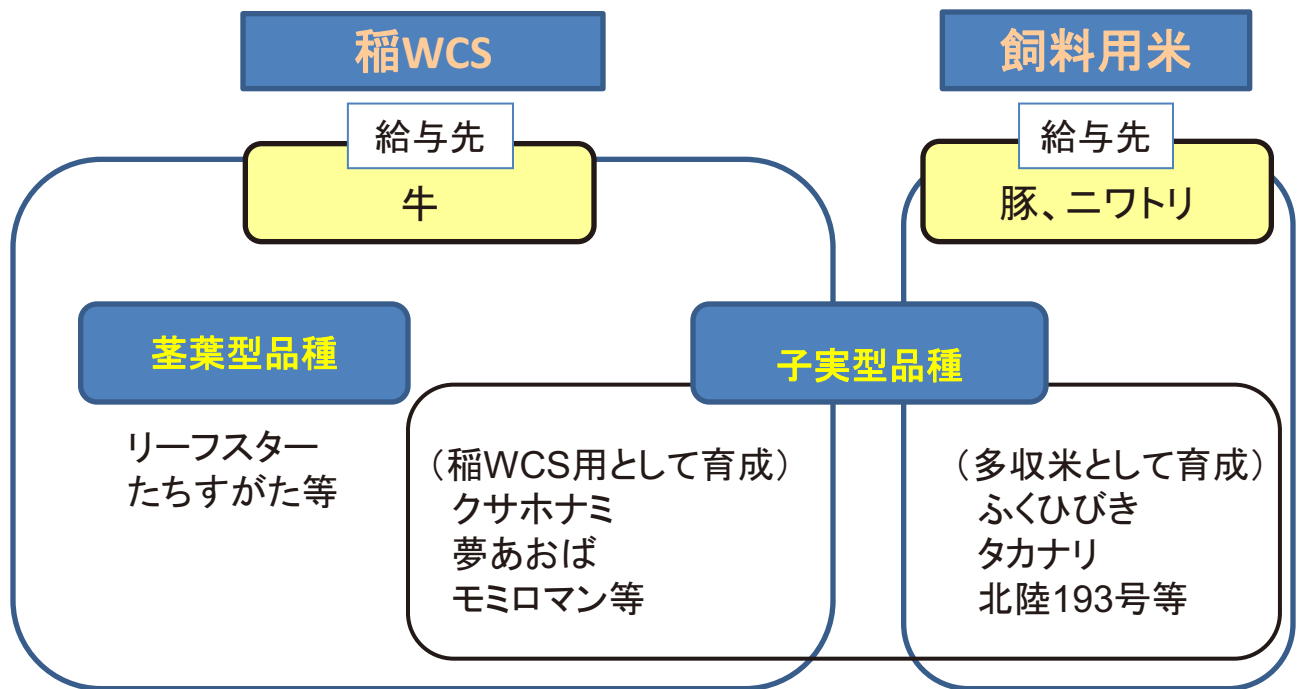 稲WCS
給与先
牛
飼料用米
給与先
豚、ニワトリ
茎葉型品種
リーフスター
たちすがた等
子実型品種
（稲WCS用として育成）
クサホナミ
夢あおば
モミロマン等
（多収米として育成）
ふくひびき
タカナリ
北陸193号等